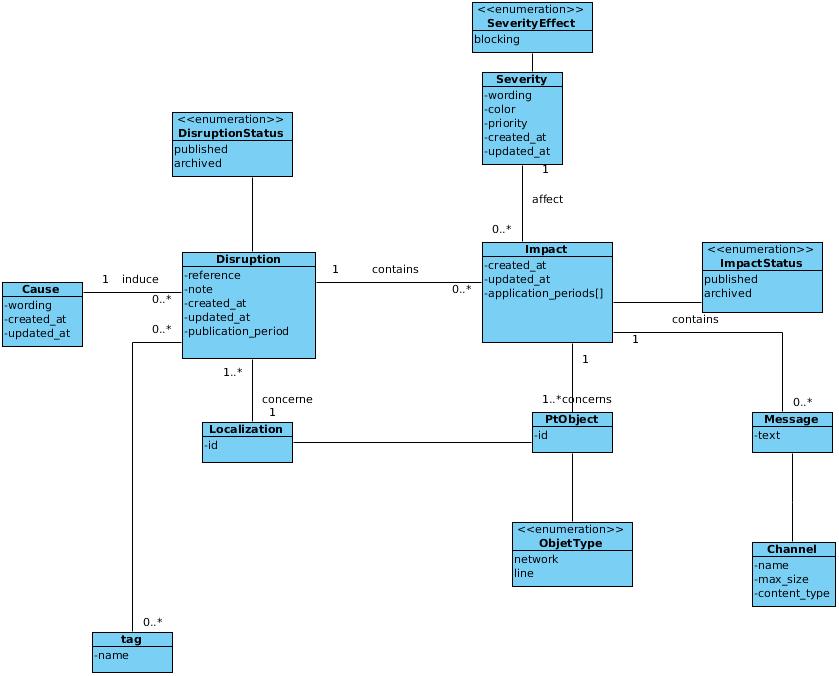 <<enumeration>>
SeverityEffect
blocking
Severity
-wording
-color
-priority
-created_at
-updated_at
1
affect
0..*
<<enumeration>>
DisruptionStatus
published
archived
Disruption
-reference
-note
-created_at
-updated_at
-publication_period
1 contains
0..*
Impact
-created_at
-updated_at
-application_periods[]
<<enumeration>>
ImpactStatus
published
archived
Cause
-wording
-created_at
-updated_at
1 induce
0..*
0..*
contains
1
0..*
1
1..*concerns
1..*
concerne
1
Localization
-id
PtObject
-id
Message
-text
<<enumeration>>
ObjetType
network
line
Channel
-name
-max_size
-content_type
0..*
tag
-name